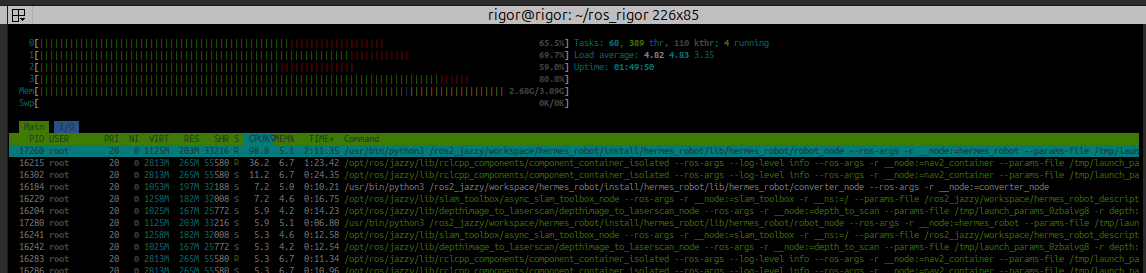 rigor@rigor: ~/ros_rigor 226x85
0[ 65.5%] Tasks: 68, 389 thr, 110 kthr; 4 running
1[ 69.7%] Load average: 4.82 4.83 3.35
2[ 59.0%] Uptime: 01:49:50
3[ 80.8%]
Mem[ 2.68G/3.89G]
Swp[ 0K/0K]
Main I/O
PID USER PRI NI VIRT RES SHR S CPU%▽MEM% TIME+ Command
17260 root 20 0 1125M 203M 33216 R 98.8 5.1 2:11.35 /usr/bin/python3 /ros2_jazzy/workspace/hermes_robot/install/hermes_robot/lib/hermes_robot/robot_node --ros-args -r __node:=hermes_robot --params-file /tmp/launch_pa
16215 root 20 0 2813M 265M 55580 R 36.2 6.7 1:23.42 /opt/ros/jazzy/lib/rclcpp_components/component_container_isolated --ros-args --log-level info --ros-args -r __node:=nav2_container --params-file /tmp/launch_param
16302 root 20 0 2813M 265M 55580 S 11.2 6.7 0:24.35 /opt/ros/jazzy/lib/rclcpp_components/component_container_isolated --ros-args --log-level info --ros-args -r __node:=nav2_container --params-file /tmp/launch_param
16184 root 20 0 1053M 197M 32188 S 7.2 5.0 0:10.21 /usr/bin/python3 /ros2_jazzy/workspace/hermes_robot/install/hermes_robot/lib/hermes_robot/converter_node --ros-args -r __node:=converter_node
16229 root 20 0 1258M 182M 32008 S 7.2 4.6 0:16.75 /opt/ros/jazzy/lib/slam_toolbox/async_slam_toolbox_node --ros-args -r __node:=slam_toolbox -r __ns:=/ --params-file /ros2_jazzy/workspace/hermes_robot/descript
16204 root 20 0 1025M 167M 25772 S 5.9 4.2 0:14.23 /opt/ros/jazzy/lib/depthimage_to_laserscan/depthimage_to_laserscan_node --ros-args -r __node:=depth_to_scan --params-file /tmp/launch_params_0zbaivg8 -r depth:=
17280 root 20 0 1125M 203M 33216 S 5.9 5.1 0:06.80 /usr/bin/python3 /ros2_jazzy/workspace/hermes_robot/install/hermes_robot/lib/hermes_robot/robot_node --ros-args -r __node:=hermes_robot --params-file /tmp/launch_pa
16241 root 20 0 1258M 182M 32008 S 5.3 4.6 0:12.58 /opt/ros/jazzy/lib/slam_toolbox/async_slam_toolbox_node --ros-args -r __node:=slam_toolbox -r __ns:=/ --params-file /ros2_jazzy/workspace/hermes_robot/descript
16242 root 20 0 1025M 167M 25772 S 5.3 4.2 0:12.54 /opt/ros/jazzy/lib/depthimage_to_laserscan/depthimage_to_laserscan_node --ros-args -r __node:=depth_to_scan --params-file /tmp/launch_params_0zbaivg8 -r depth:=
16283 root 20 0 2813M 265M 55580 R 5.3 6.7 0:11.34 /opt/ros/jazzy/lib/rclcpp_components/component_container_isolated --ros-args --log-level info --ros-args -r __node:=nav2_container --params-file /tmp/launch_param
16285 root 20 0 2813M 265M 55580 S 5.3 6.7 0:10.96 /opt/ros/jazzy/lib/rclcpp_components/component_container_isolated --ros-args --log-level info --ros-args -r __node:=nav2_container --params-file /tmp/launch_param